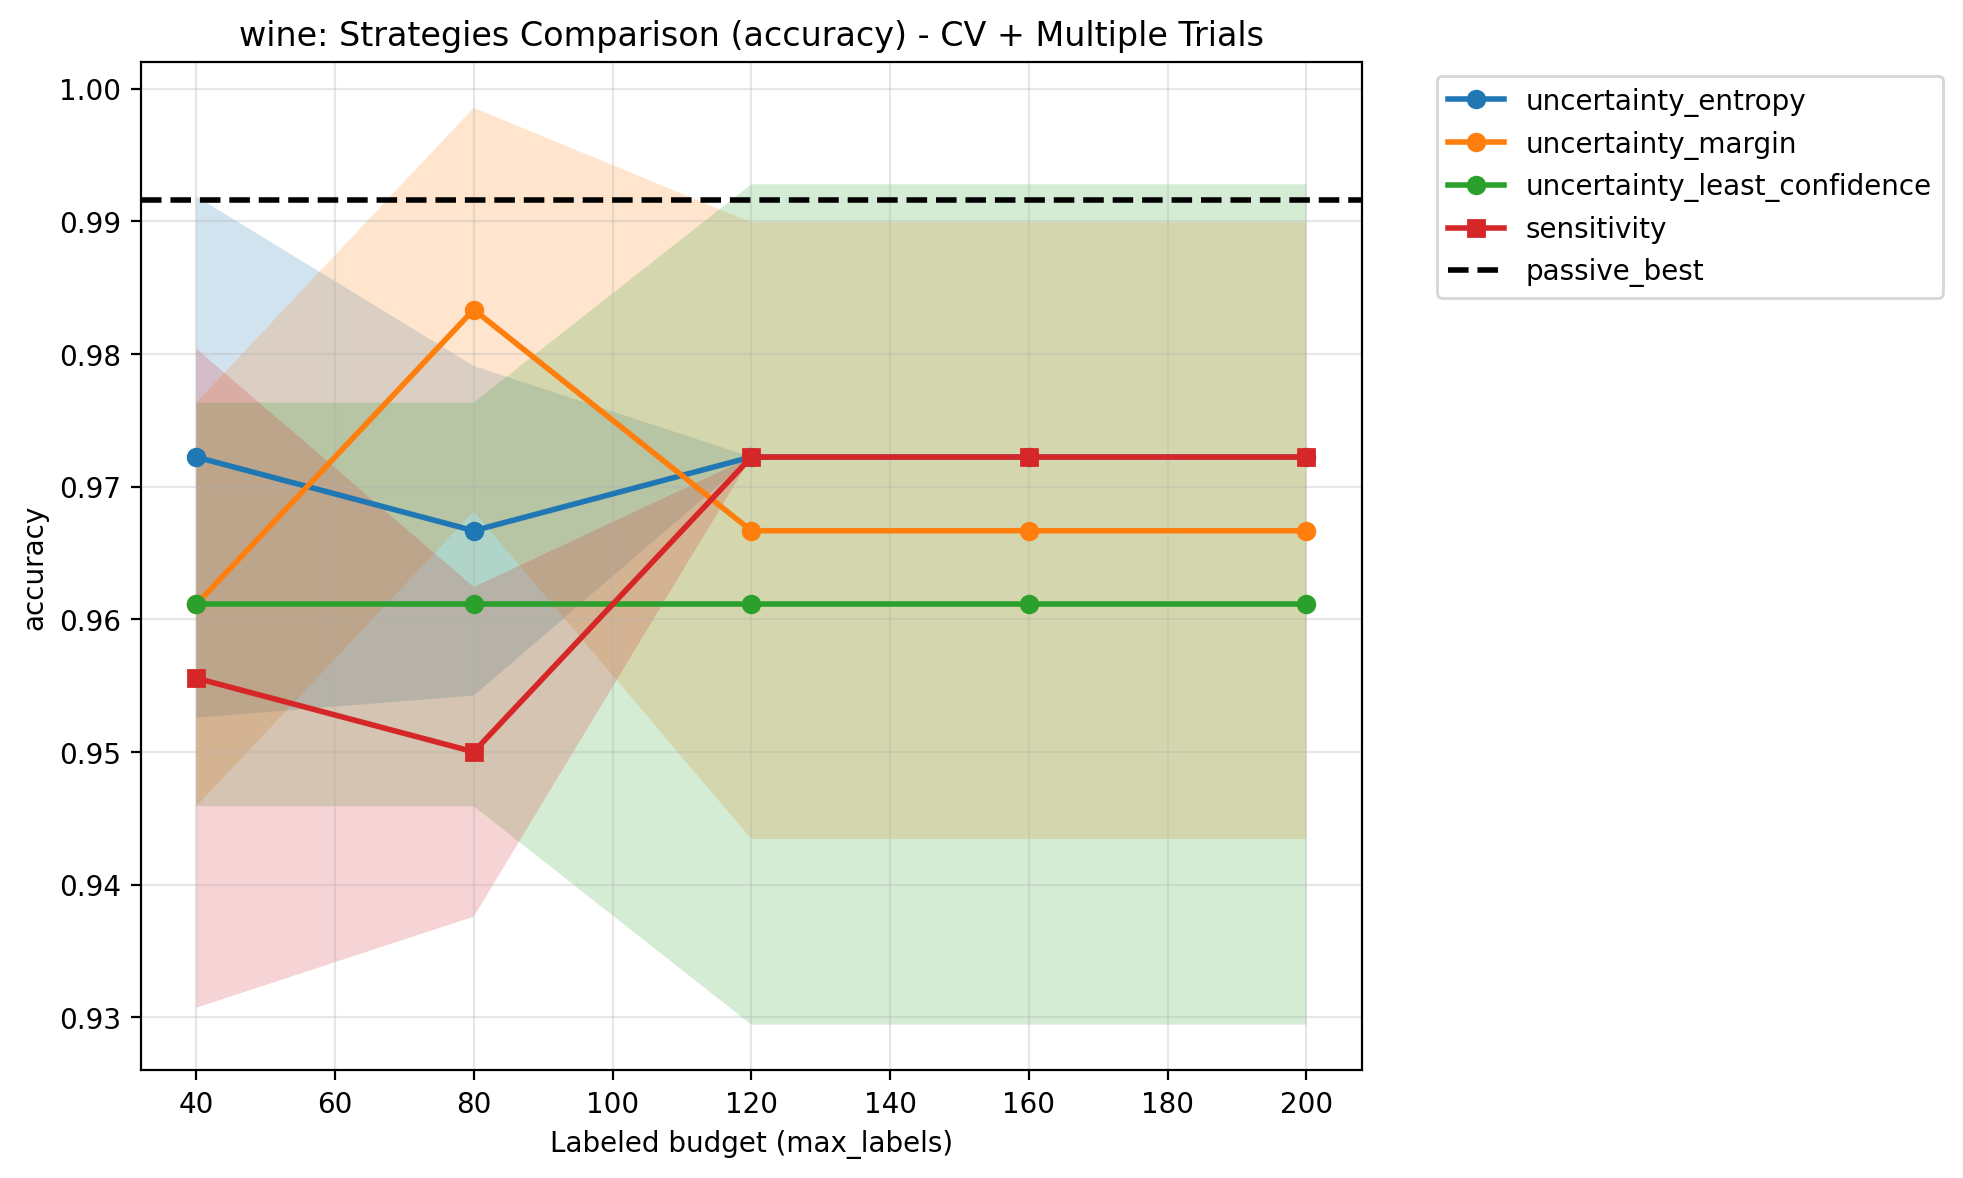 wine: Strategies Comparison (accuracy) - CV + Multiple Trials
uncertainty_entropy
uncertainty_margin
uncertainty_least_confidence
sensitivity
passive_best
accuracy
1.00
0.99
0.98
0.97
0.96
0.95
0.94
0.93
40 60 80 100 120 140 160 180 200
Labeled budget (max_labels)